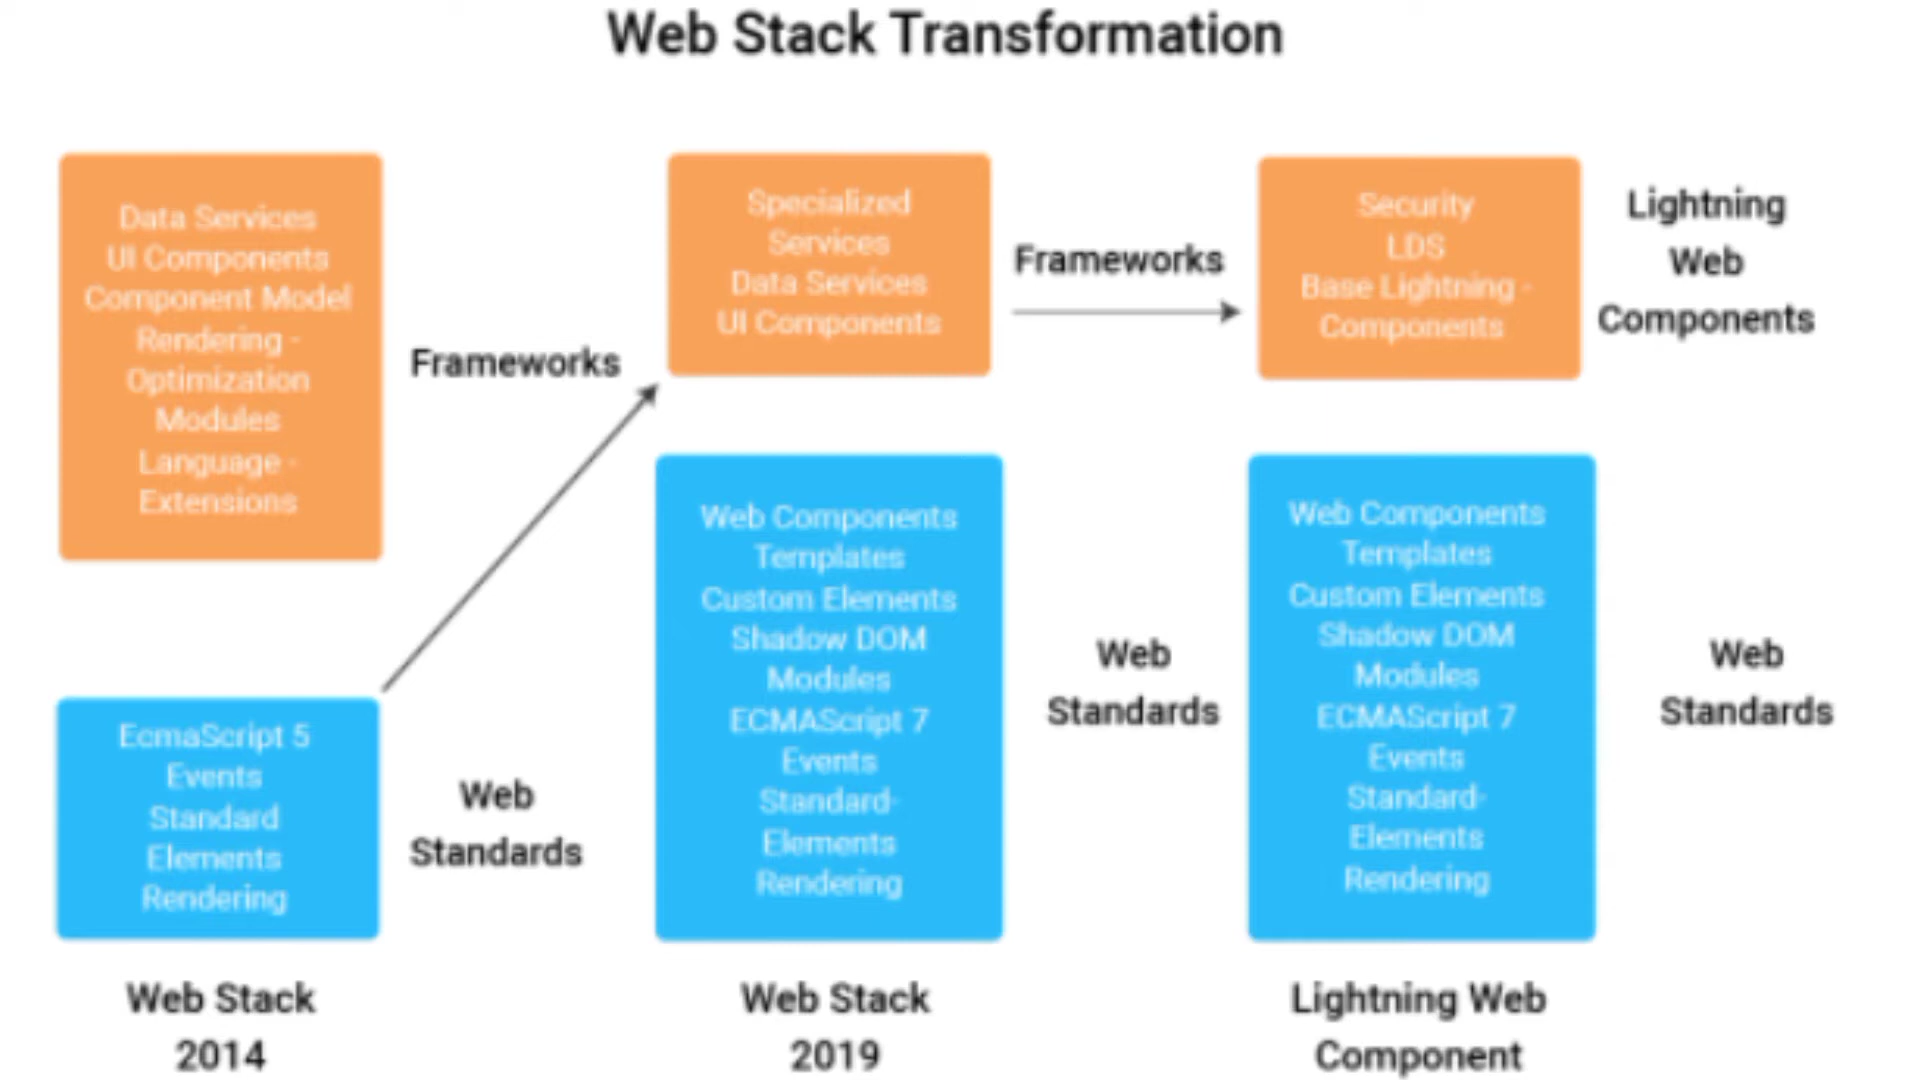 Web Stack Transformation
Data Services
UI Components
Component Model
Rendering -
Optimization
Modules
Language -
Extensions
Frameworks
Specialized
Services
Data Services
UI Components
Frameworks
Security
LDS
Base Lightning -
Components
Lightning
Web
Components
EcmaScript 5
Events
Standard
Elements
Rendering
Web
Standards
Web Components
Templates
Custom Elements
Shadow DOM
Modules
ECMAScript 7
Events
Standard-
Elements
Rendering
Web
Standards
Web Components
Templates
Custom Elements
Shadow DOM
Modules
ECMAScript 7
Events
Standard-
Elements
Rendering
Web
Standards
Web Stack
2014
Web Stack
2019
Lightning Web
Component